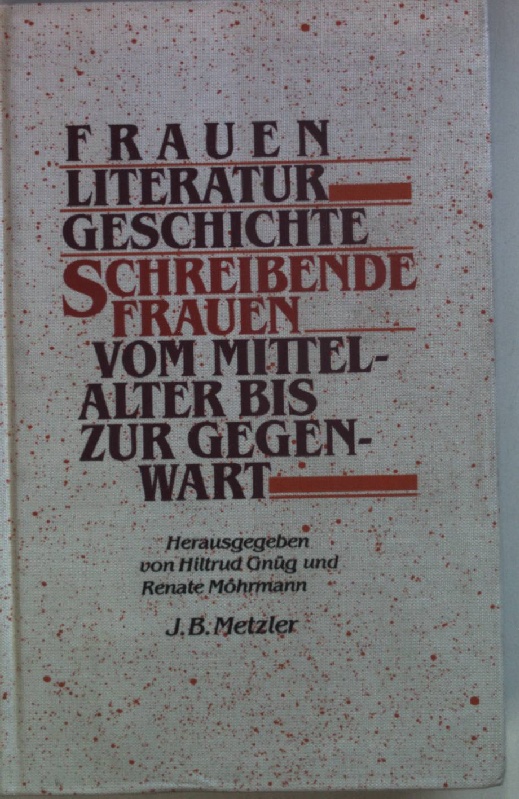 FRAUEN
LITERATUR
GESCHICHTE
SCHREIBENDE
FRAUEN
VOM MITTEL-
ALTER BIS
ZUR GEGEN-
WART
Herausgegeben
von Hiltrud Gnüg und
Renate Möhrmann
J.B. Metzler